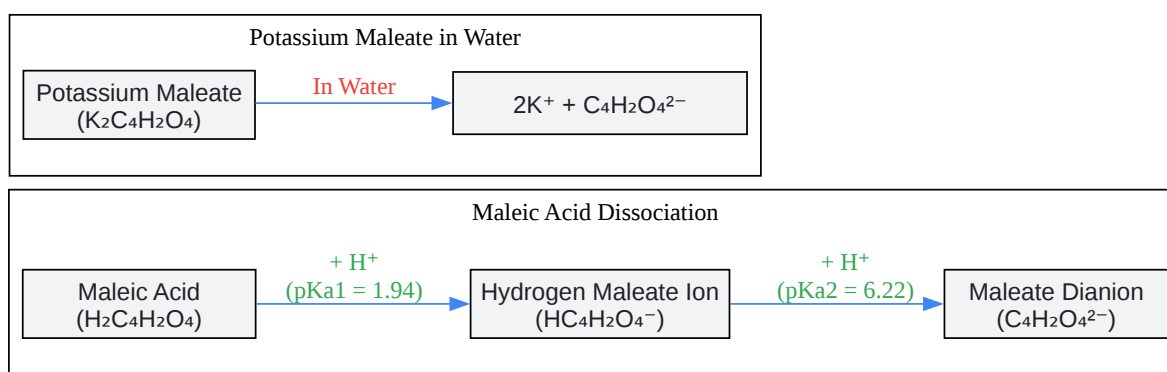 Potassium Maleate in Water
Potassium Maleate
(K₂C₄H₂O₄)
In Water
2K⁺ + C₄H₂O₄²⁻
Maleic Acid Dissociation
Maleic Acid
(H₂C₄H₂O₄)
+ H⁺
(pKa1 = 1.94)
Hydrogen Maleate Ion
(HC₄H₂O₄⁻)
+ H⁺
(pKa2 = 6.22)
Maleate Dianion
(C₄H₂O₄²⁻)